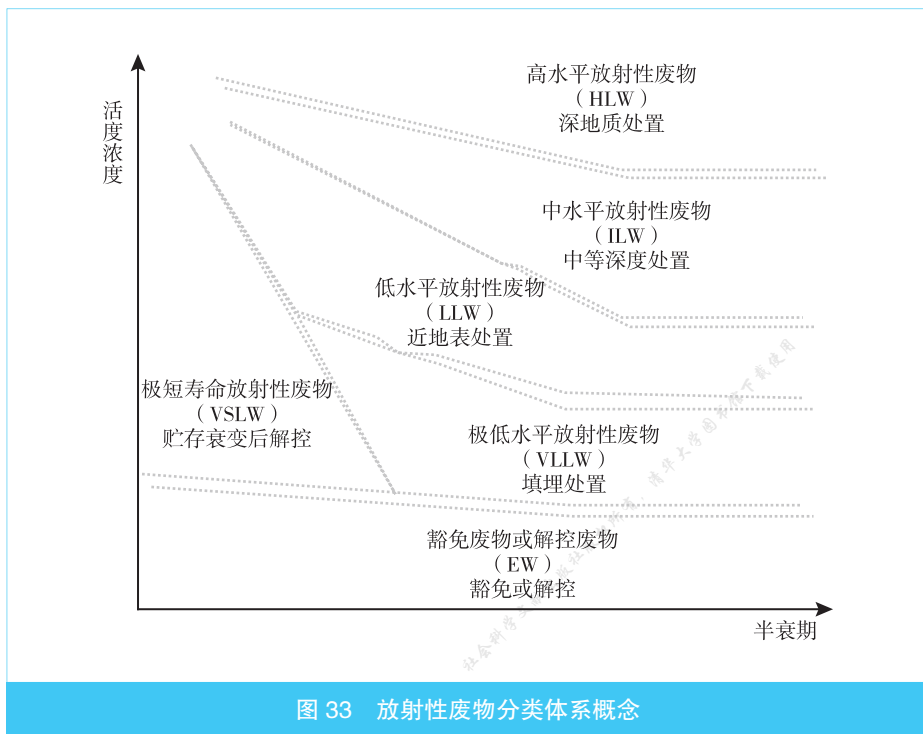 活度浓度
高水平放射性废物
（HLW）
深地质处置
中水平放射性废物
（ILW）
中等深度处置
低水平放射性废物
（LLW）
近地表处置
极短寿命放射性废物
（VSLW）
贮存衰变后解控
极低水平放射性废物
（VLLW）
填埋处置
豁免废物或解控废物
（EW）
豁免或解控
半衰期
图 33 放射性废物分类体系概念